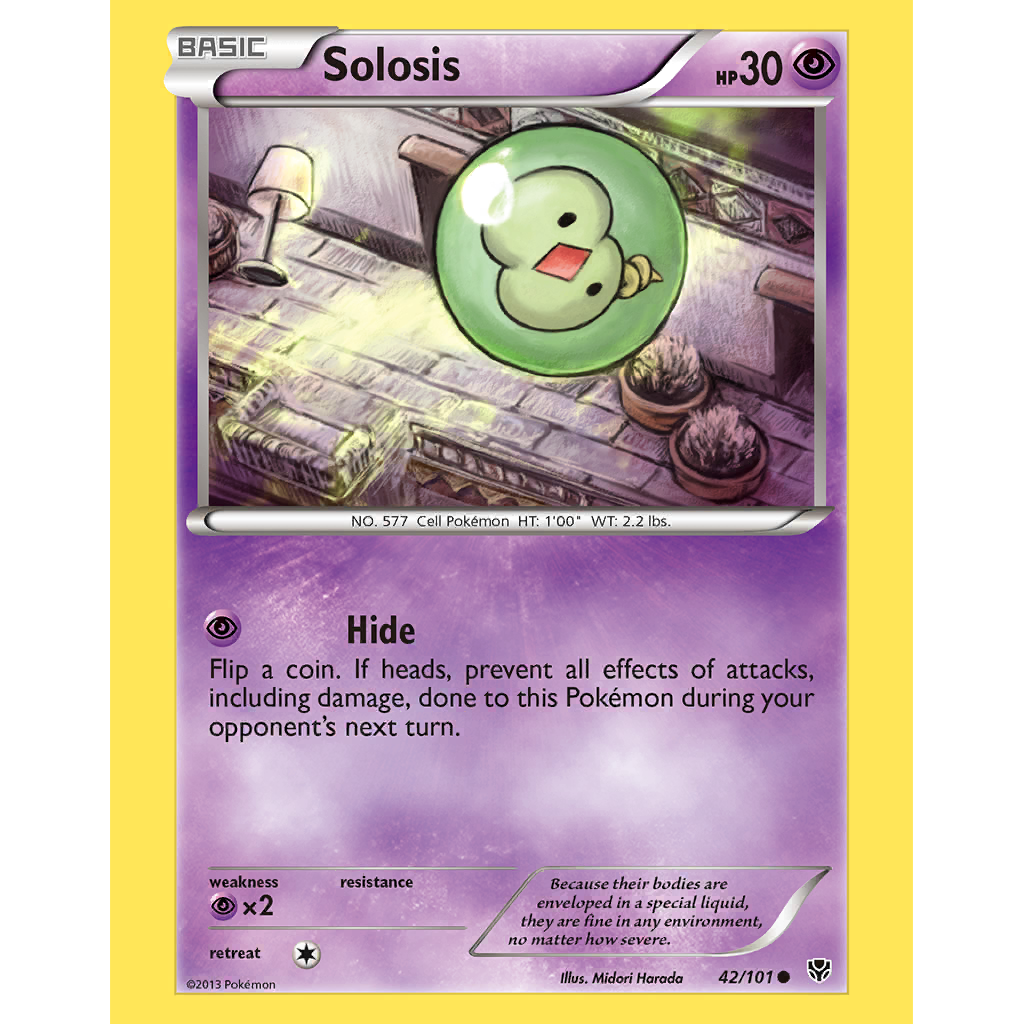 BASIC
Solosis
HP 30
NO. 577 Cell Pokémon HT: 1'00" WT: 2.2 lbs.
Hide
Flip a coin. If heads, prevent all effects of attacks,
including damage, done to this Pokémon during your
opponent's next turn.
weakness resistance
×2
retreat
Because their bodies are
enveloped in a special liquid,
they are fine in any environment,
no matter how severe.
Illus. Midori Harada 42/101
©2013 Pokémon